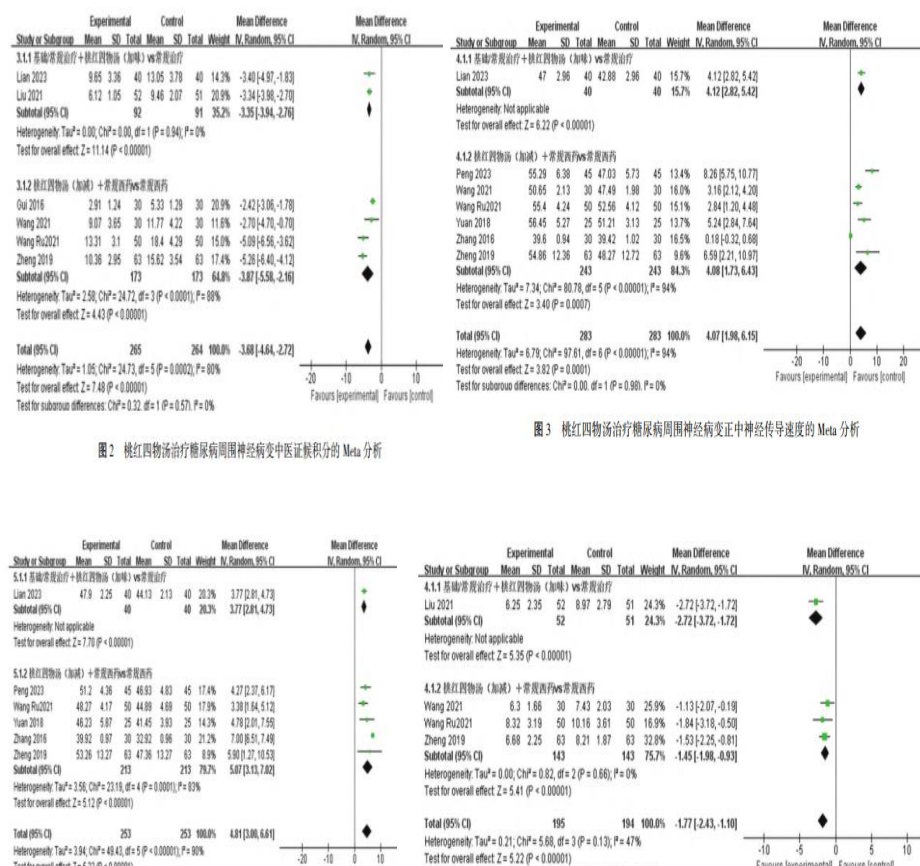 Experimental Control Mean Difference Mean Difference
Study or Subgroup Mean SD Total Mean SD Total Weight IV, Random, 95% CI IV, Random, 95% CI
3.1.1 基础/常规治疗+桃红四物汤(加味)vs常规治疗
Lian 2023 9.65 3.36 40 13.05 3.78 40 14.3% -3.40 [-4.97, -1.83]
Liu 2021 6.12 1.05 52 9.46 2.07 51 21.2% -3.34 [-3.98, -2.70]
Subtotal (95% CI) 92 91 35.2% -3.35 [-3.94, -2.76]
Heterogeneity: Tau² = 0.00; Chi² = 0.00, df = 1 (P = 0.94); I² = 0%
Test for overall effect: Z = 11.14 (P < 0.00001)
3.1.2 桃红四物汤(加减)+常规西药vs常规西药
Gui 2016 2.91 1.24 30 5.33 1.29 30 -2.42 [-3.06, -1.78]
Wang 2021 9.07 3.65 30 11.77 4.22 30 -2.70 [-4.70, -0.70]
Wang Ru2021 13.31 3.1 50 18.4 4.29 50 -5.09 [-6.56, -3.62]
Zheng 2019 10.36 2.95 63 15.62 3.54 63 -5.26 [-6.40, -4.12]
Subtotal (95% CI) 173 173 64.8% -3.87 [-5.58, -2.16]
Heterogeneity: Tau² = 2.58; Chi² = 24.72, df = 3 (P < 0.0001); I² = 88%
Test for overall effect: Z = 4.43 (P < 0.00001)
Total (95% CI) 265 264 100.0% -3.68 [-4.64, -2.72]
Heterogeneity: Tau² = 1.05; Chi² = 24.73, df = 5 (P = 0.0002); I² = 80%
Test for overall effect: Z = 7.48 (P < 0.00001)
Test for subgroup differences: Chi² = 0.32, df = 1 (P = 0.57), I² = 0%
-20 -10 0 10 20
Favours [experimental] Favours [control]
图2 桃红四物汤治疗糖尿病周围神经病变中医证候积分的 Meta 分析
Experimental Control Mean Difference Mean Difference
Study or Subgroup Mean SD Total Mean SD Total Weight IV, Random, 95% CI IV, Random, 95% CI
4.1.1 基础/常规治疗+桃红四物汤(加味)vs常规治疗
Lian 2023 47 2.96 40 42.88 2.96 40 15.7% 4.12 [2.82, 5.42]
Subtotal (95% CI) 40 40 15.7% 4.12 [2.82, 5.42]
Heterogeneity: Not applicable
Test for overall effect: Z = 6.22 (P < 0.00001)
4.1.2 桃红四物汤(加减)+常规西药vs常规西药
Peng 2023 55.29 6.38 45 47.03 5.73 45 13.4% 8.26 [5.75, 10.77]
Wang 2021 50.65 2.13 30 47.49 1.98 30 3.16 [2.12, 4.20]
Wang Ru2021 55.4 4.24 50 52.56 4.12 50 2.84 [1.20, 4.48]
Yuan 2018 56.45 5.27 25 51.21 3.13 25 5.24 [2.84, 7.64]
Zhang 2016 39.6 0.94 30 39.42 1.02 30 16.5% 0.18 [-0.32, 0.68]
Zheng 2019 54.86 12.36 63 48.27 12.72 63 6.59 [2.21, 10.97]
Subtotal (95% CI) 243 243 84.3% 4.08 [1.73, 6.43]
Heterogeneity: Tau² = 7.34; Chi² = 80.78, df = 5 (P < 0.00001); I² = 94%
Test for overall effect: Z = 3.40 (P = 0.0007)
Total (95% CI) 283 283 100.0% 4.07 [1.98, 6.15]
Heterogeneity: Tau² = 6.79; Chi² = 97.61, df = 6 (P < 0.00001); I² = 94%
Test for overall effect: Z = 3.82 (P = 0.0001)
Test for subgroup differences: Chi² = 0.00, df = 1 (P = 0.98), I² = 0%
-20 -10 0 10 20
Favours [experimental] Favours [control]
图3 桃红四物汤治疗糖尿病周围神经病变正中神经传导速度的 Meta 分析
Experimental Control Mean Difference Mean Difference
Study or Subgroup Mean SD Total Mean SD Total Weight IV, Random, 95% CI IV, Random, 95% CI
5.1.1 基础/常规治疗+桃红四物汤(加味)vs常规治疗
Lian 2023 47.9 2.25 40 44.13 2.13 40 20.3% 3.77 [2.81, 4.73]
Subtotal (95% CI) 40 40 20.3% 3.77 [2.81, 4.73]
Heterogeneity: Not applicable
Test for overall effect: Z = 7.70 (P < 0.00001)
5.1.2 桃红四物汤(加减)+常规西药vs常规西药
Peng 2023 51.2 4.36 45 46.93 4.83 45 17.4% 4.27 [2.37, 6.17]
Wang Ru2021 48.27 4.17 50 44.89 4.69 50 3.38 [1.64, 5.12]
Yuan 2018 46.23 5.87 25 41.45 3.93 25 4.78 [2.01, 7.55]
Zhang 2016 39.92 0.97 30 32.92 0.96 30 21.2% 7.00 [6.51, 7.49]
Zheng 2019 53.26 13.27 63 47.36 13.27 63 8.9% 5.90 [1.27, 10.53]
Subtotal (95% CI) 213 213 79.7% 5.07 [3.13, 7.02]
Heterogeneity: Tau² = 3.58; Chi² = 23.19, df = 4 (P = 0.0001); I² = 83%
Test for overall effect: Z = 5.12 (P < 0.00001)
Total (95% CI) 253 253 100.0% 4.81 [3.00, 6.61]
Heterogeneity: Tau² = 3.94; Chi² = 49.43, df = 5 (P < 0.00001); I² = 90%
Experimental Control Mean Difference Mean Difference
Study or Subgroup Mean SD Total Mean SD Total Weight IV, Random, 95% CI IV, Random, 95% CI
4.1.1 基础/常规治疗+桃红四物汤(加味)vs常规治疗
Liu 2021 6.25 2.35 52 8.97 2.79 51 24.3% -2.72 [-3.72, -1.72]
Subtotal (95% CI) 52 51 24.3% -2.72 [-3.72, -1.72]
Heterogeneity: Not applicable
Test for overall effect: Z = 5.35 (P < 0.00001)
4.1.2 桃红四物汤(加减)+常规西药vs常规西药
Wang 2021 6.3 1.66 30 7.43 2.03 30 25.9% -1.13 [-2.07, -0.19]
Wang Ru2021 8.32 3.19 50 10.16 3.61 50 -1.84 [-3.18, -0.50]
Zheng 2019 6.68 2.25 63 8.21 1.87 63 32.8% -1.53 [-2.25, -0.81]
Subtotal (95% CI) 143 143 75.7% -1.45 [-1.98, -0.93]
Heterogeneity: Tau² = 0.00; Chi² = 0.82, df = 2 (P = 0.66); I² = 0%
Test for overall effect: Z = 5.41 (P < 0.00001)
Total (95% CI) 195 194 100.0% -1.77 [-2.43, -1.10]
Heterogeneity: Tau² = 0.21; Chi² = 5.68, df = 3 (P = 0.13); I² = 47%
Test for overall effect: Z = 5.22 (P < 0.00001)
-10 -5 0 5 10